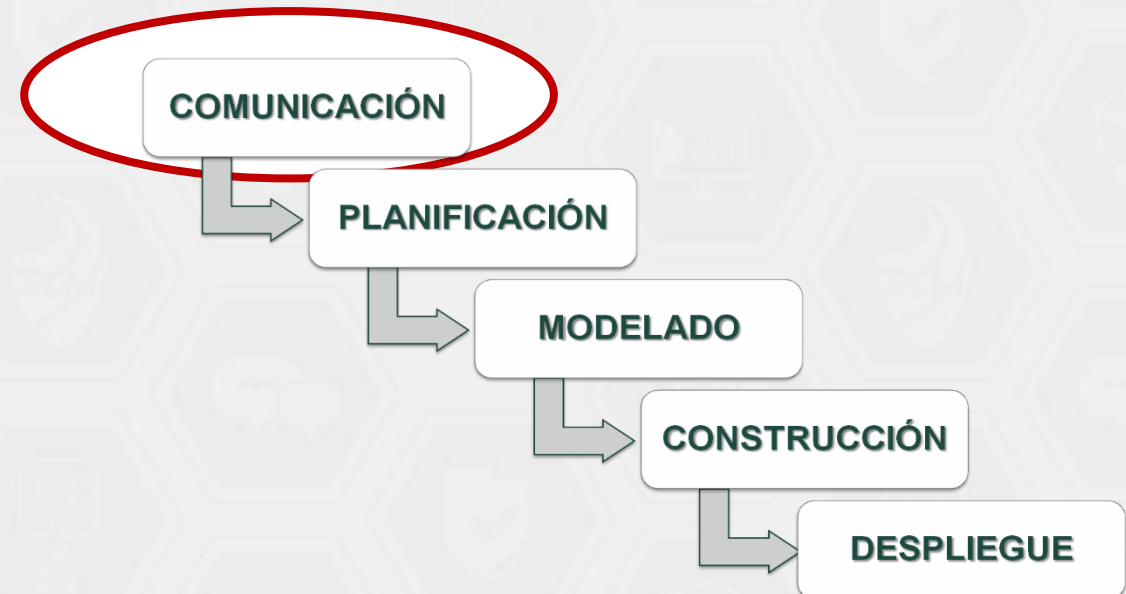 COMUNICACIÓN
PLANIFICACIÓN
MODELADO
CONSTRUCCIÓN
DESPLIEGUE